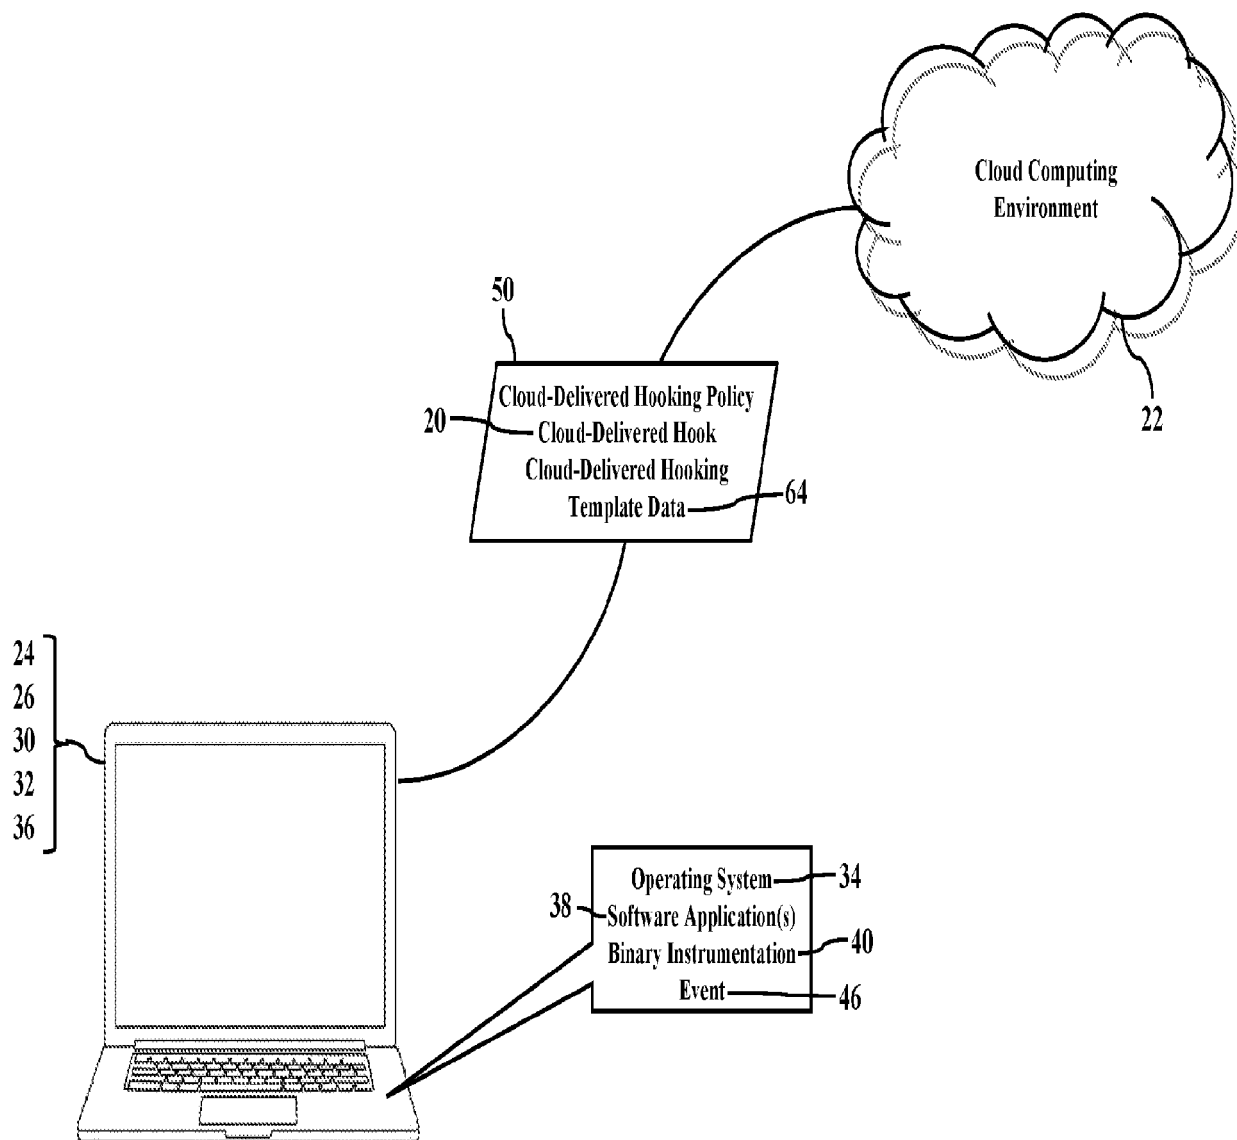 Cloud Computing
Environment
50
Cloud-Delivered Hooking Policy
20 Cloud-Delivered Hook
Cloud-Delivered Hooking
Template Data 64
22
24
26
30
32
36
Operating System 34
38 Software Application(s)
Binary Instrumentation 40
Event 46